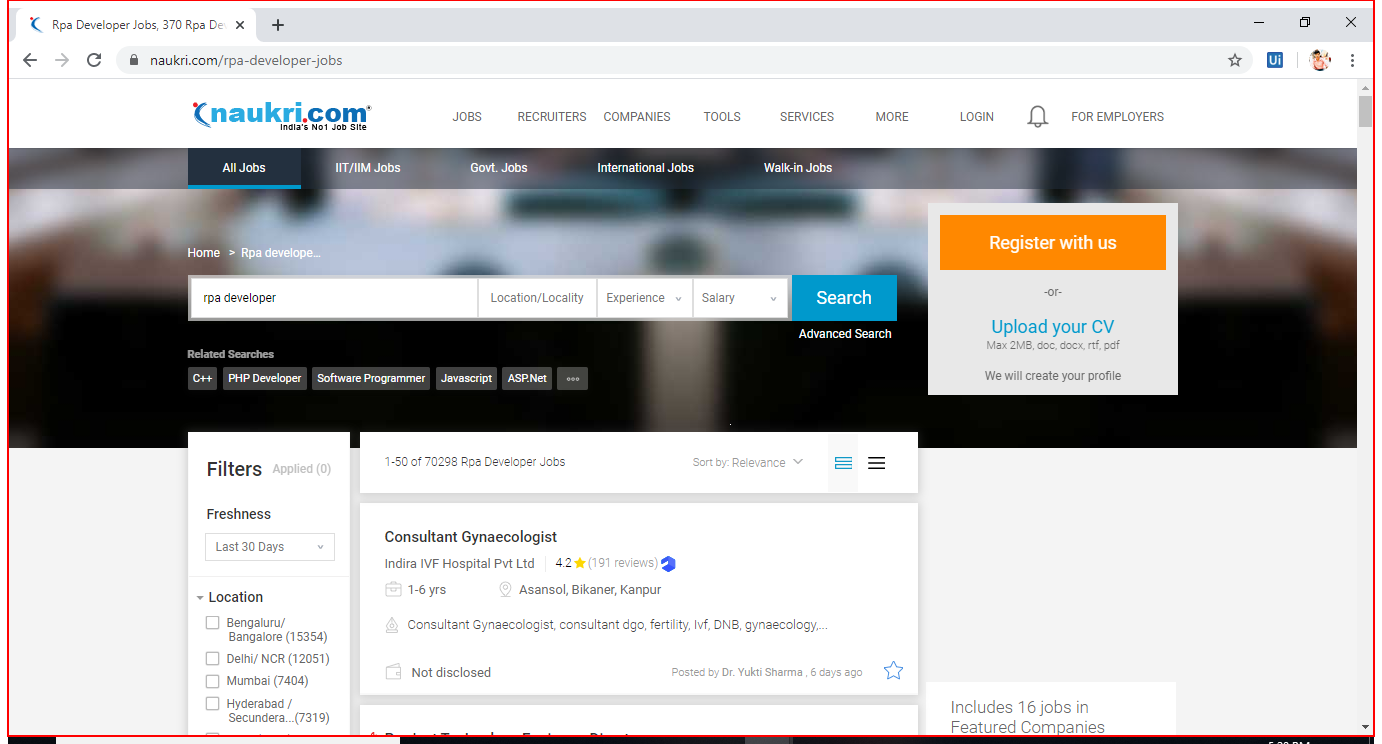 Rpa Developer Jobs, 370 Rpa De
naukri.com/rpa-developer-jobs
Ui
naukri.com
India's No1 Job Site
JOBS RECRUITERS COMPANIES TOOLS SERVICES MORE LOGIN FOR EMPLOYERS
All Jobs IIT/IIM Jobs Govt. Jobs International Jobs Walk-in Jobs
Register with us
-or-
Upload your CV
Max 2MB, doc, docx, rtf, pdf
We will create your profile
Home > Rpa develope...
rpa developer Location/Locality Experience Salary Search
Advanced Search
Related Searches
C++ PHP Developer Software Programmer Javascript ASP.Net
Filters Applied (0)
Freshness
Last 30 Days
Location
Bengaluru/
Bangalore (15354)
Delhi/ NCR (12051)
Mumbai (7404)
Hyderabad /
Secundera...(7319)
1-50 of 70298 Rpa Developer Jobs Sort by: Relevance
Consultant Gynaecologist
Indira IVF Hospital Pvt Ltd 4.2 (191 reviews)
1-6 yrs Asansol, Bikaner, Kanpur
Consultant Gynaecologist, consultant dgo, fertility, Ivf, DNB, gynaecology,...
Not disclosed Posted by Dr. Yukti Sharma , 6 days ago
Includes 16 jobs in
Featured Companies